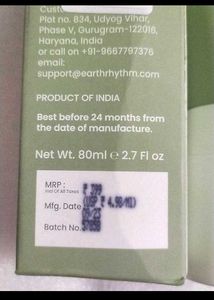 Custo
Plot no. 834, Udyog Vihar,
Phase V, Gurugram-122016,
Haryana, India
or call on +91-9667797376
email:
support@earthrhythm.com
PRODUCT OF INDIA
Best before 24 months from
the date of manufacture.
Net Wt. 80ml e 2.7 Fl oz
MRP :
Incl Of All Taxes
Mfg. Date
Batch No.